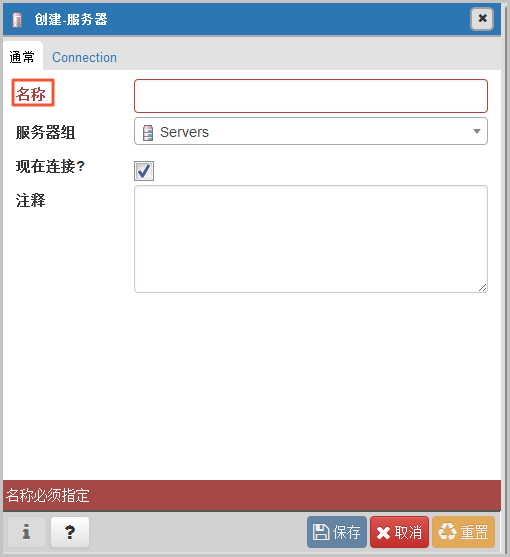 创建-服务器
通常 Connection
名称
服务器组 Servers
现在连接?
注释
名称必须指定
i ? 保存 取消 重置